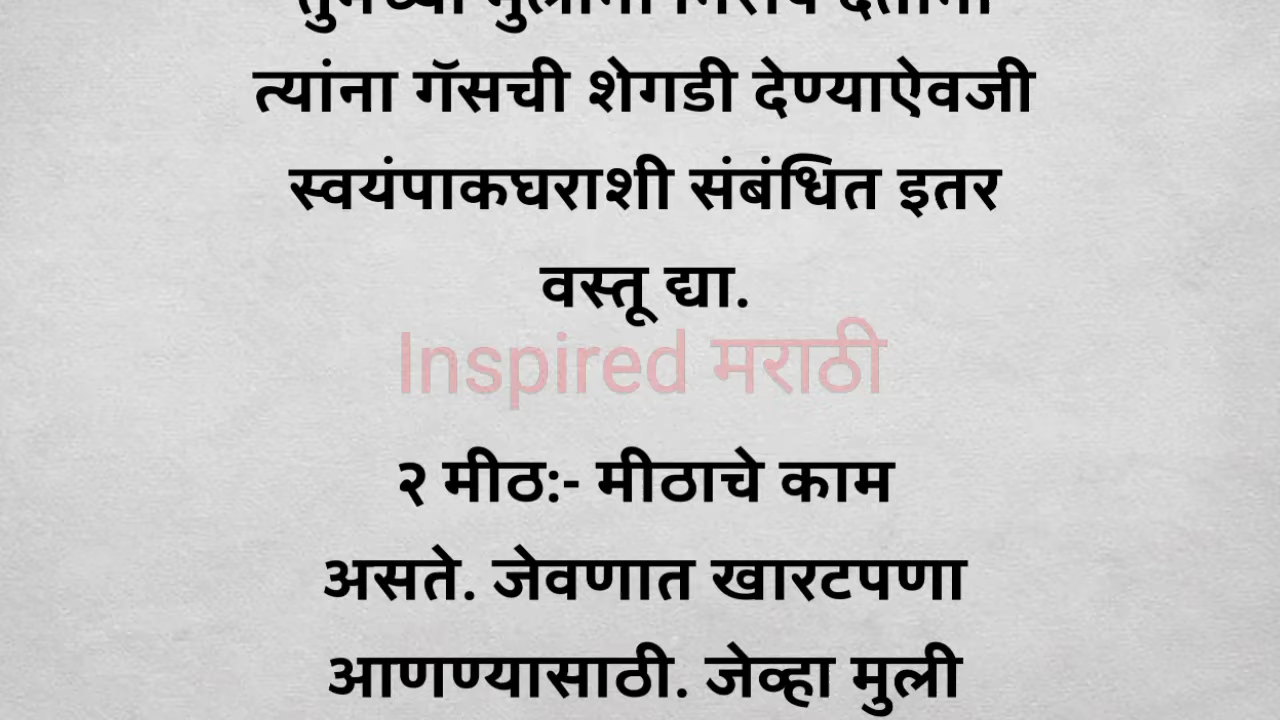 त्यांना गॅसची शेगडी देण्याऐवजी
स्वयंपाकघराशी संबंधित इतर
वस्तू द्या.
Inspired मराठी
२ मीठ:- मीठाचे काम
असते. जेवणात खारटपणा
आणण्यासाठी. जेव्हा मुली